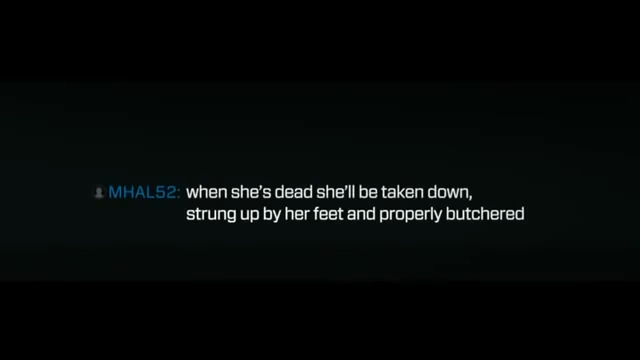 MHAL52: when she's dead she'll be taken down,
strung up by her feet and properly butchered